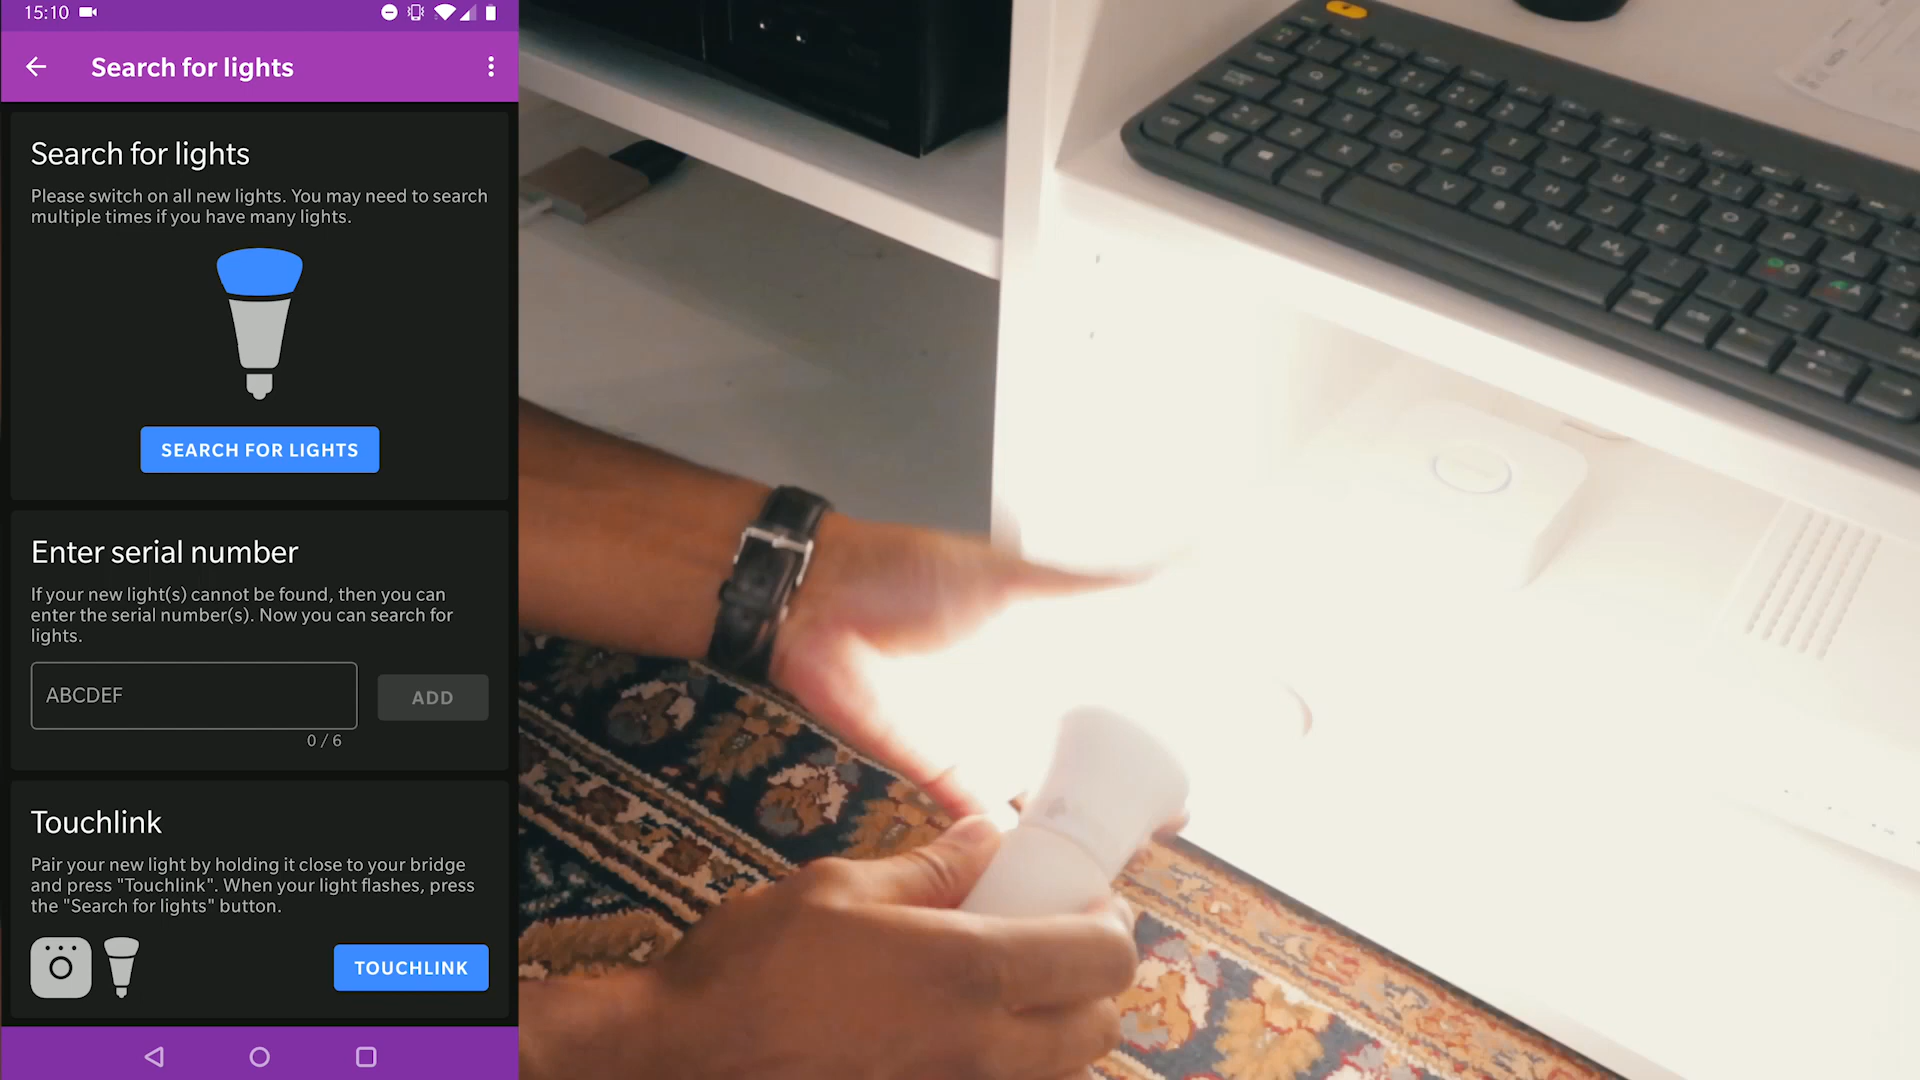 15:10
Search for lights
Search for lights
Please switch on all new lights. You may need to search
multiple times if you have many lights.
SEARCH FOR LIGHTS
Enter serial number
If your new light(s) cannot be found, then you can
enter the serial number(s). Now you can search for
lights.
ABCDEF
ADD
0 / 6
Touchlink
Pair your new light by holding it close to your bridge
and press "Touchlink". When your light flashes, press
the "Search for lights" button.
TOUCHLINK